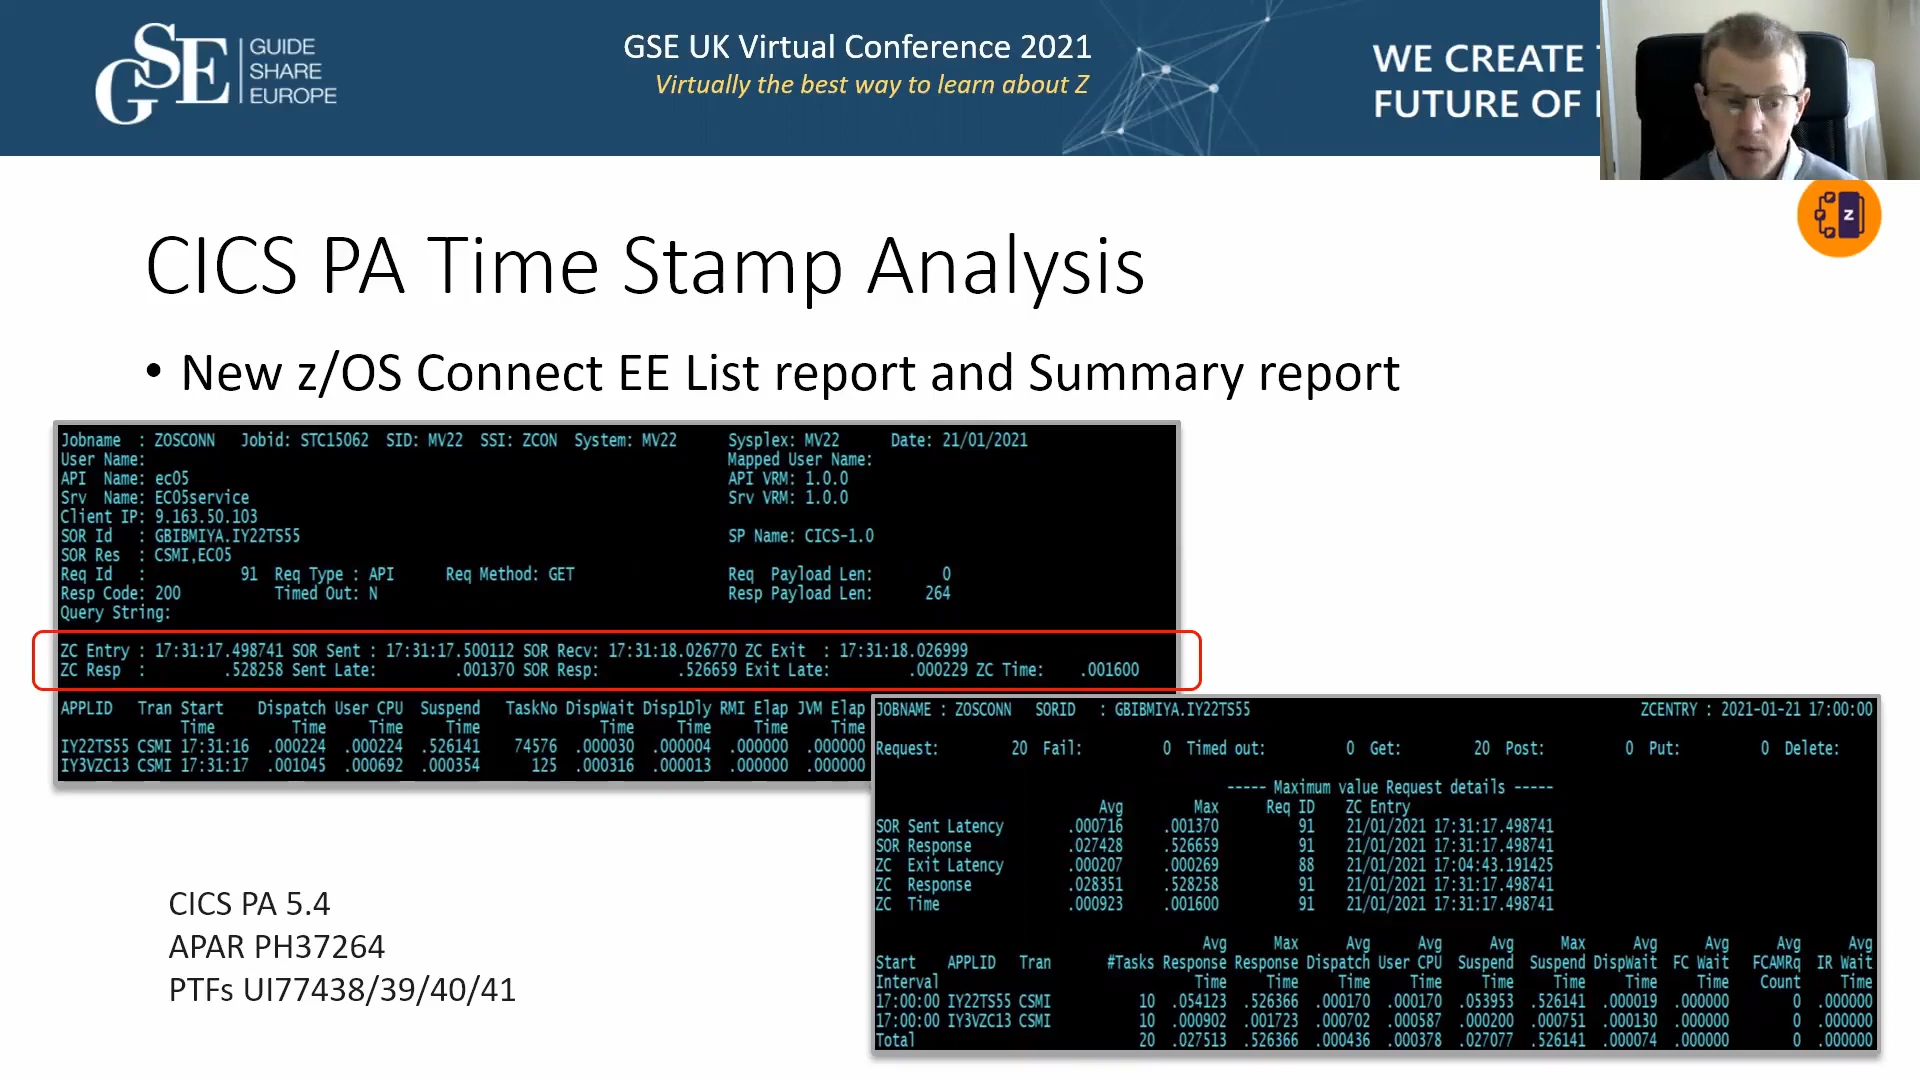 GSE
GUIDE
SHARE
EUROPE
GSE UK Virtual Conference 2021
Virtually the best way to learn about Z
WE CREATE
FUTURE OF
Z
CICS PA Time Stamp Analysis
• New z/OS Connect EE List report and Summary report
Jobname : ZOSCONN Jobid: STC15062 SID: MV22 SSI: ZCON System: MV22 Sysplex: MV22 Date: 21/01/2021
User Name: Mapped User Name:
API Name: ec05 API VRM: 1.0.0
Srv Name: EC05service Srv VRM: 1.0.0
Client IP: 9.163.50.103
SOR Id : GBIBMIYA.IY22TS55 SP Name: CICS-1.0
SOR Res : CSMI,EC05
Req Id : 91 Req Type : API Req Method: GET Req Payload Len: 0
Resp Code: 200 Timed Out: N Resp Payload Len: 264
Query String:
ZC Entry : 17:31:17.498741 SOR Sent : 17:31:17.500112 SOR Recv: 17:31:18.026770 ZC Exit : 17:31:18.026999
ZC Resp : .528258 Sent Late: .001370 SOR Resp: .526659 Exit Late: .000229 ZC Time: .001600
APPLID Tran Start Dispatch User CPU Suspend TaskNo DispWait Disp1Dly RMI Elap JVM Elap
Time Time Time Time Time Time Time Time
IY22TS55 CSMI 17:31:16 .000224 .000224 .526141 74576 .000030 .000004 .000000 .000000
IY3VZC13 CSMI 17:31:17 .001045 .000692 .000354 125 .000316 .000013 .000000 .000000
JOBNAME : ZOSCONN SORID : GBIBMIYA.IY22TS55 ZCENTRY : 2021-01-21 17:00:00
Request: 20 Fail: 0 Timed out: 0 Get: 20 Post: 0 Put: 0 Delete:
----- Maximum value Request details -----
Avg Max Req ID ZC Entry
SOR Sent Latency .000716 .001370 91 21/01/2021 17:31:17.498741
SOR Response .027428 .526659 91 21/01/2021 17:31:17.498741
ZC Exit Latency .000207 .000269 88 21/01/2021 17:04:43.191425
ZC Response .028351 .528258 91 21/01/2021 17:31:17.498741
ZC Time .000923 .001600 91 21/01/2021 17:31:17.498741
Avg Max Avg Avg Avg Max Avg Avg Avg Avg
Start APPLID Tran #Tasks Response Response Dispatch User CPU Suspend Suspend DispWait FC Wait FCAMRq IR Wait
Interval Time Time Time Time Time Time Time Time Count Time
17:00:00 IY22TS55 CSMI 10 .054123 .526366 .000170 .000170 .053953 .526141 .000019 .000000 0 .000000
17:00:00 IY3VZC13 CSMI 10 .000902 .001723 .000702 .000587 .000200 .000751 .000130 .000000 0 .000000
Total 20 .027513 .526366 .000436 .000378 .027077 .526141 .000074 .000000 0 .000000
CICS PA 5.4
APAR PH37264
PTFs UI77438/39/40/41